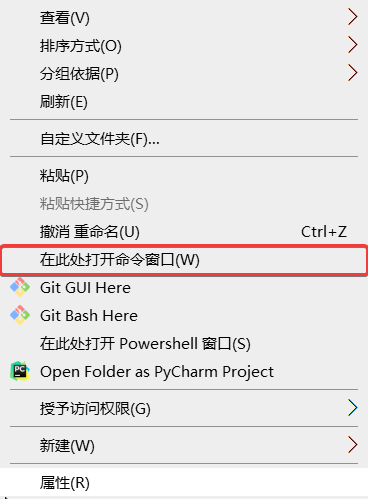 查看(V)
排序方式(O)
分组依据(P)
刷新(E)
自定义文件夹(F)...
粘贴(P)
粘贴快捷方式(S)
撤消 重命名(U) Ctrl+Z
在此处打开命令窗口(W)
Git GUI Here
Git Bash Here
在此处打开 Powershell 窗口(S)
Open Folder as PyCharm Project
授予访问权限(G)
新建(W)
属性(R)